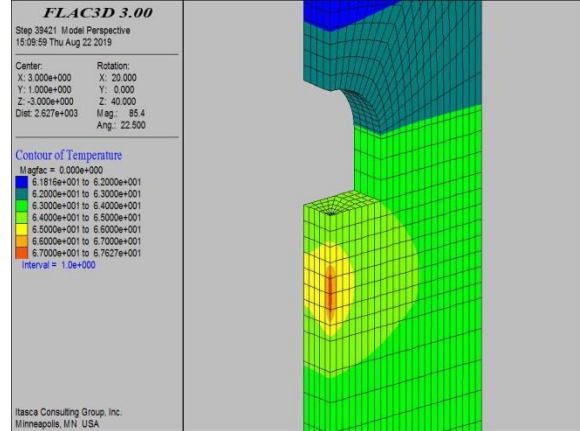 FLAC3D 3.00
Step 39421 Model Perspective
15:09:59 Thu Aug 22 2019
Center: Rotation:
X: 3.000e+000 X: 20.000
Y: 1.000e+000 Y: 0.000
Z: -3.000e+000 Z: 40.000
Dist: 2.627e+003 Mag.: 85.4
Ang.: 22.500
Contour of Temperature
Magfac = 0.000e+000
6.1816e+001 to 6.2000e+001
6.2000e+001 to 6.3000e+001
6.3000e+001 to 6.4000e+001
6.4000e+001 to 6.5000e+001
6.5000e+001 to 6.6000e+001
6.6000e+001 to 6.7000e+001
6.7000e+001 to 6.7627e+001
Interval = 1.0e+000
Itasca Consulting Group, Inc.
Minneapolis, MN USA